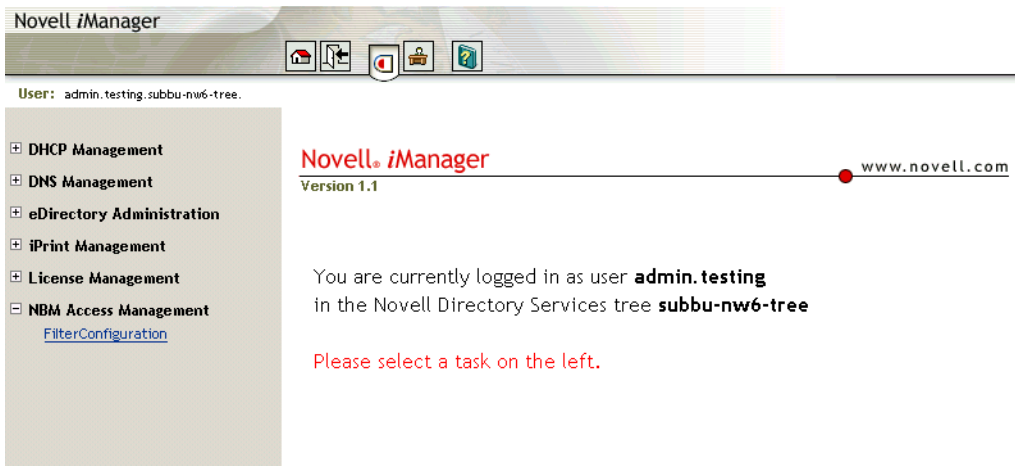 Novell iManager
User: admin.testing.subbu-nw6-tree.
DHCP Management
DNS Management
eDirectory Administration
iPrint Management
License Management
NBM Access Management
FilterConfiguration
Novell® iManager
www.novell.com
Version 1.1
You are currently logged in as user admin.testing
in the Novell Directory Services tree subbu-nw6-tree
Please select a task on the left.